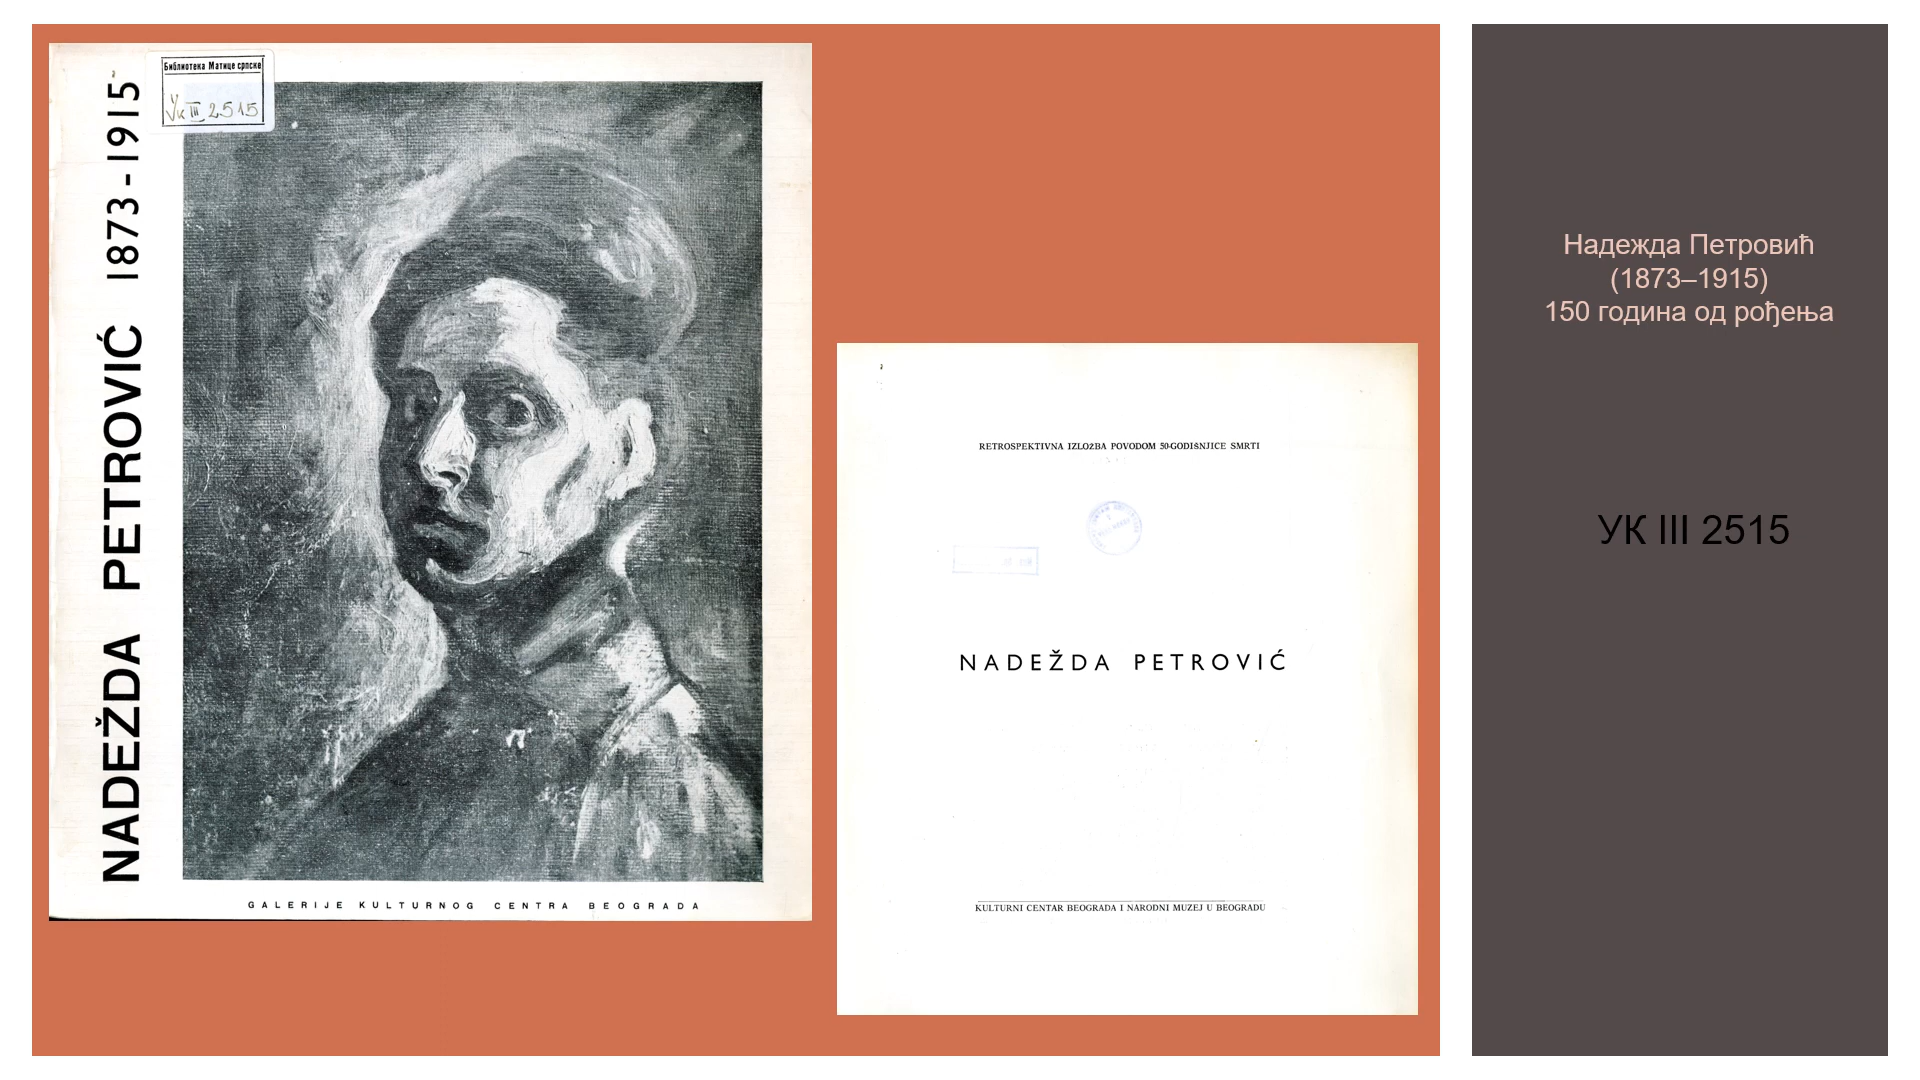 Библиотека Матице српске
Ук III 2515
NADEŽDA PETROVIĆ 1873-1915
GALERIJE KULTURNOG CENTRA BEOGRADA
RETROSPEKTIVNA IZLOŽBA POVODOM 50-GODIŠNJICE SMRTI
NADEŽDA PETROVIĆ
KULTURNI CENTAR BEOGRADA I NARODNI MUZEJ U BEOGRADU
Надежда Петровић
(1873–1915)
150 година од рођења
УК III 2515